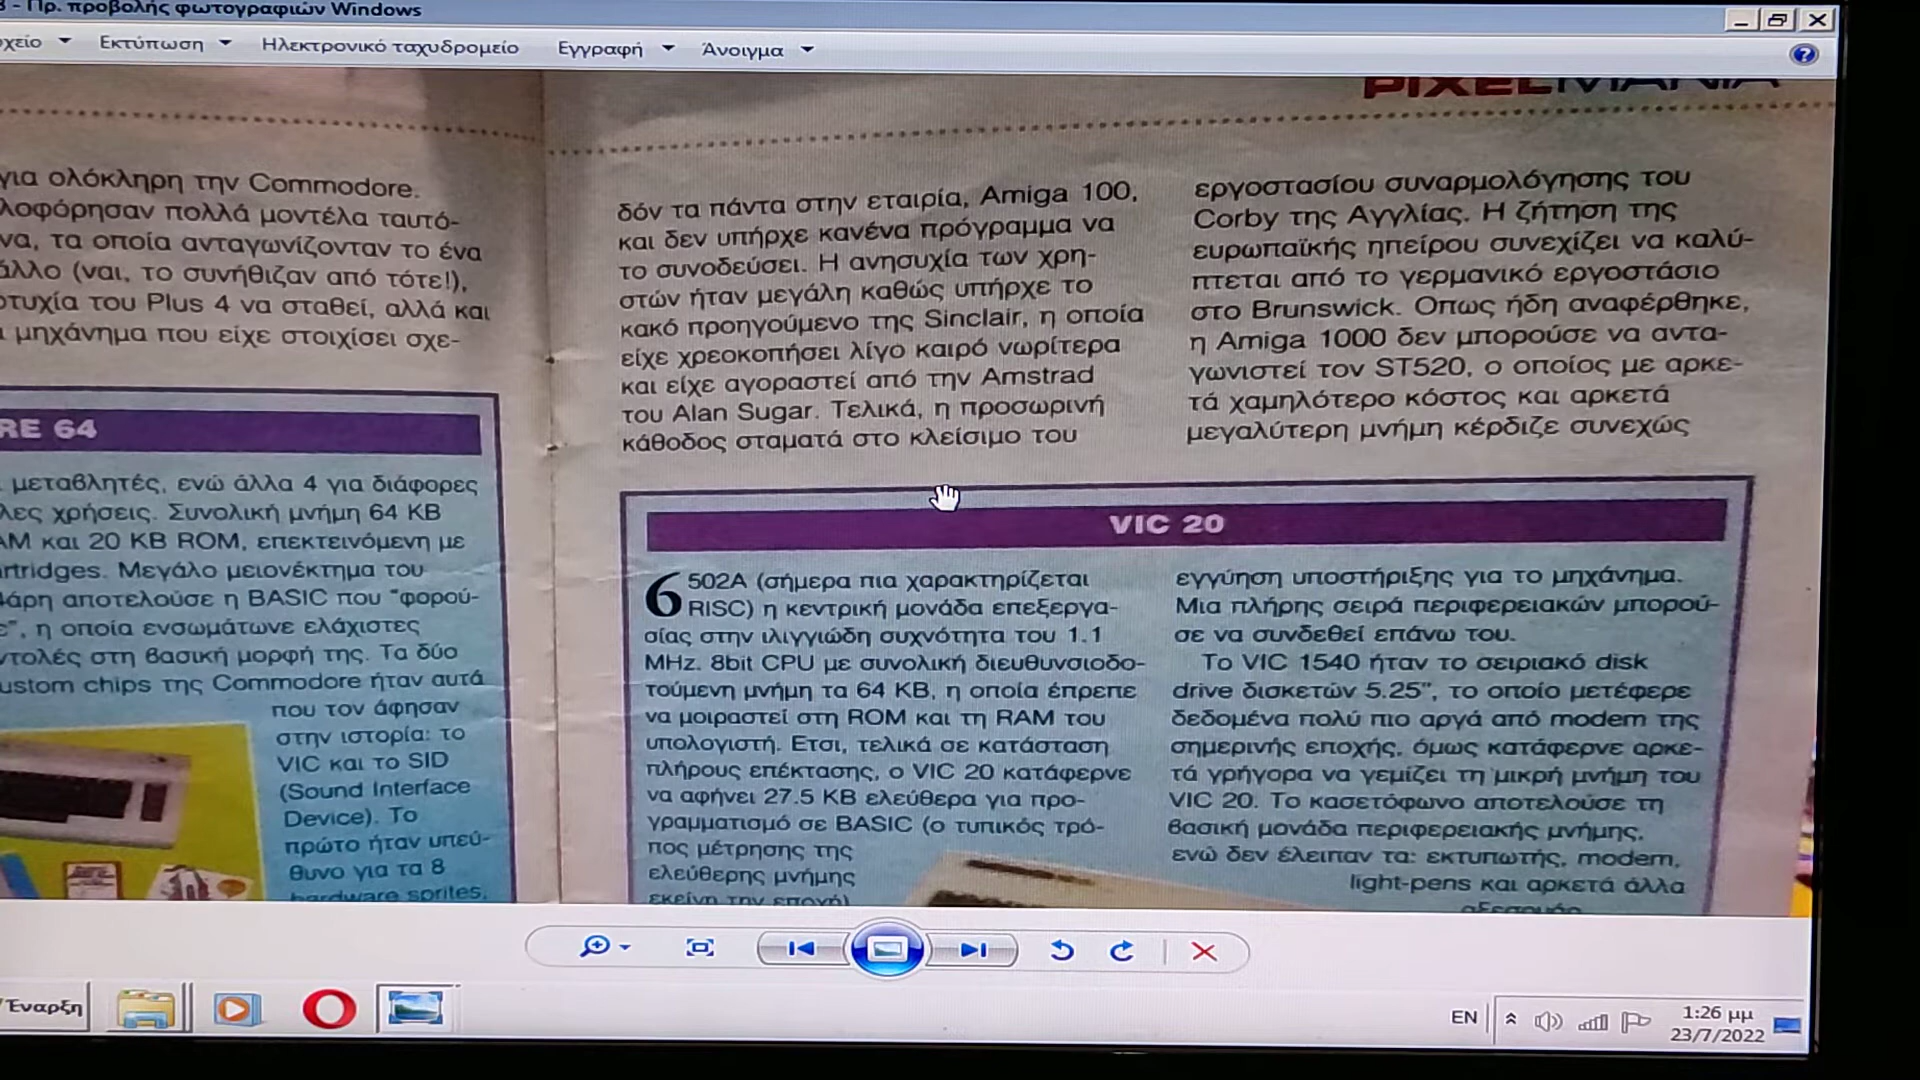 - Πρ. προβολής φωτογραφιών Windows
Εκτύπωση Ηλεκτρονικό ταχυδρομείο Εγγραφή Άνοιγμα
PIXELMANIA
για ολόκληρη την Commodore.
λοφόρησαν πολλά μοντέλα ταυτό-
να, τα οποία ανταγωνίζονταν το ένα
άλλο (ναι, το συνήθιζαν από τότε!),
οτυχία του Plus 4 να σταθεί, αλλά και
μηχάνημα που είχε στοιχίσει σχε-
RE 64
μεταβλητές, ενώ άλλα 4 για διάφορες
λες χρήσεις. Συνολική μνήμη 64 KB
AM και 20 KB ROM, επεκτεινόμενη με
artridges. Μεγάλο μειονέκτημα του
άρη αποτελούσε η BASIC που "φορού-
ε", η οποία ενσωμάτωνε ελάχιστες
ντολές στη βασική μορφή της. Τα δύο
ustom chips της Commodore ήταν αυτά
που τον άφησαν
στην ιστορία: το
VIC και το SID
(Sound Interface
Device). Το
πρώτο ήταν υπεύ-
θυνο για τα 8
hardware sprites,
δόν τα πάντα στην εταιρία, Amiga 100,
και δεν υπήρχε κανένα πρόγραμμα να
το συνοδεύσει. Η ανησυχία των χρη-
στών ήταν μεγάλη καθώς υπήρχε το
κακό προηγούμενο της Sinclair, η οποία
είχε χρεοκοπήσει λίγο καιρό νωρίτερα
και είχε αγοραστεί από την Amstrad
του Alan Sugar. Τελικά, η προσωρινή
κάθοδος σταματά στο κλείσιμο του
εργοστασίου συναρμολόγησης του
Corby της Αγγλίας. Η ζήτηση της
ευρωπαϊκής ηπείρου συνεχίζει να καλύ-
πτεται από το γερμανικό εργοστάσιο
στο Brunswick. Οπως ήδη αναφέρθηκε,
η Amiga 1000 δεν μπορούσε να αντα-
γωνιστεί τον ST520, ο οποίος με αρκε-
τά χαμηλότερο κόστος και αρκετά
μεγαλύτερη μνήμη κέρδιζε συνεχώς
VIC 20
6502A (σήμερα πια χαρακτηρίζεται
RISC) η κεντρική μονάδα επεξεργα-
σίας στην ιλιγγιώδη συχνότητα του 1.1
MHz. 8bit CPU με συνολική διευθυνσιοδο-
τούμενη μνήμη τα 64 KB, η οποία έπρεπε
να μοιραστεί στη ROM και τη RAM του
υπολογιστή. Ετσι, τελικά σε κατάσταση
πλήρους επέκτασης, ο VIC 20 κατάφερνε
να αφήνει 27.5 KB ελεύθερα για προ-
γραμματισμό σε BASIC (ο τυπικός τρό-
πος μέτρησης της
ελεύθερης μνήμης
εκείνη την εποχή)
εγγύηση υποστήριξης για το μηχάνημα.
Μια πλήρης σειρά περιφερειακών μπορού-
σε να συνδεθεί επάνω του.
Το VIC 1540 ήταν το σειριακό disk
drive δισκετών 5.25", το οποίο μετέφερε
δεδομένα πολύ πιο αργά από modem της
σημερινής εποχής, όμως κατάφερνε αρκε-
τά γρήγορα να γεμίζει τη μικρή μνήμη του
VIC 20. Το κασετόφωνο αποτελούσε τη
βασική μονάδα περιφερειακής μνήμης,
ενώ δεν έλειπαν τα: εκτυπωτής, modem,
light-pens και αρκετά άλλα
Έναρξη
EN
1:26 μμ
23/7/2022